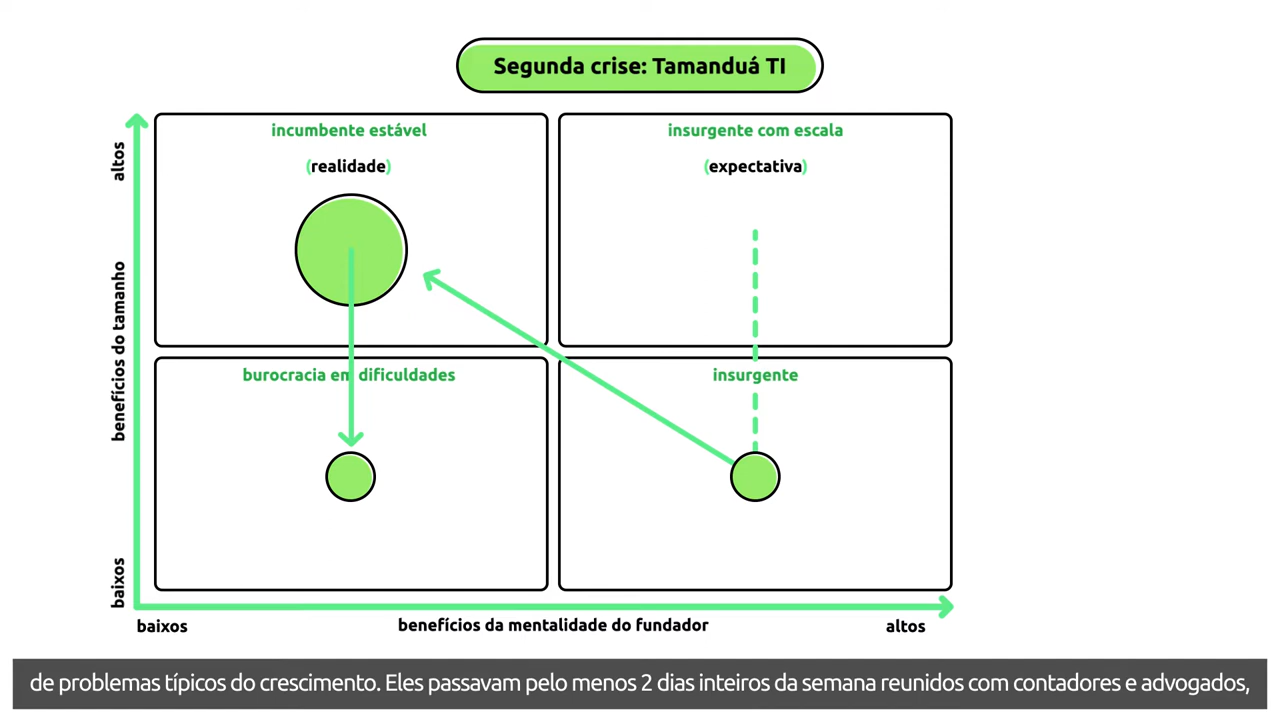 Segunda crise: Tamanduá TI
incumbente estável
(realidade)
insurgente com escala
(expectativa)
altos
benefícios do tamanho
baixos
burocracia em dificuldades
insurgente
baixos
benefícios da mentalidade do fundador
altos
de problemas típicos do crescimento. Eles passavam pelo menos 2 dias inteiros da semana reunidos com contadores e advogados,